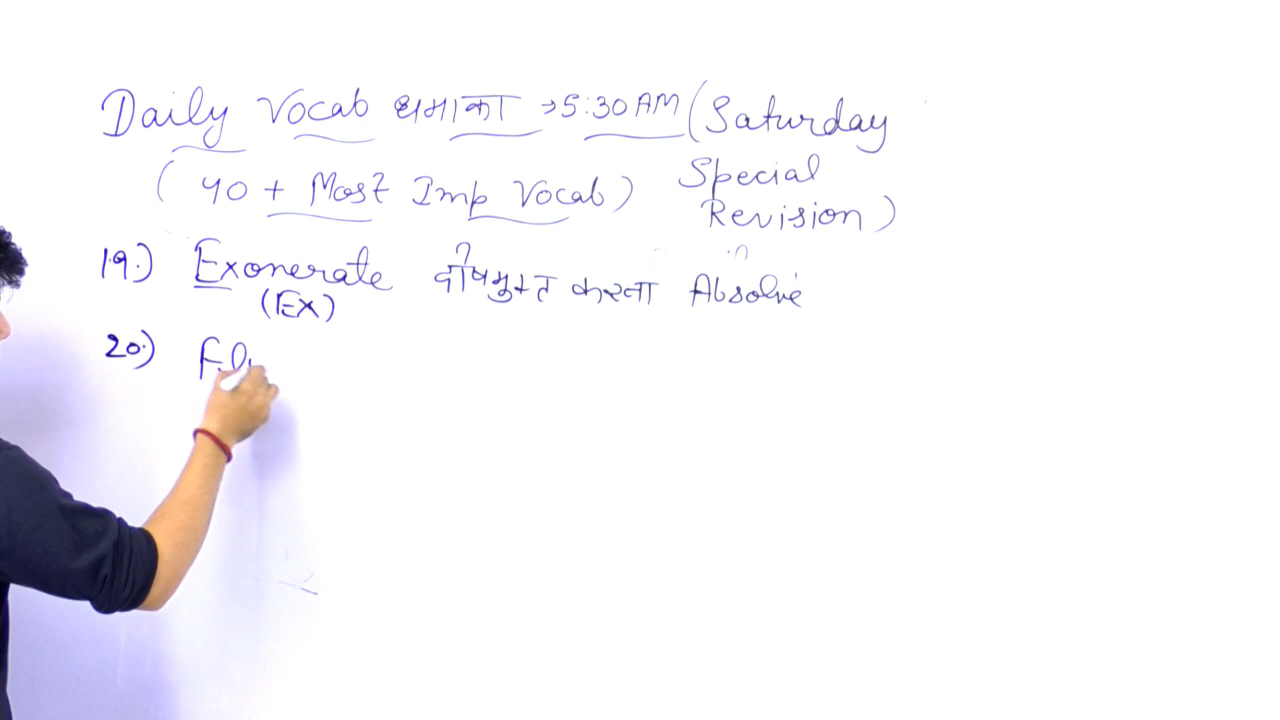 Daily Vocab धमाका →5:30 AM (Saturday
(40 + Most Imp Vocab) Special
Revision)
19.) Exonerate दोषमुक्त करना Absolve
(EX)
20.)